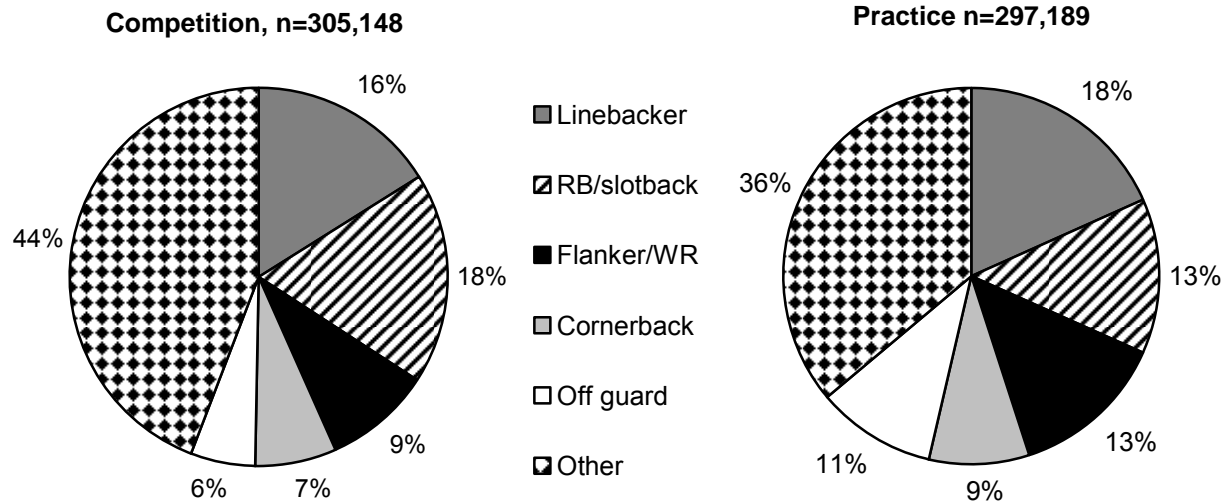 Competition, n=305,148
16%
18%
9%
7%
6%
44%
Linebacker
RB/slotback
Flanker/WR
Cornerback
Off guard
Other
Practice n=297,189
18%
13%
13%
9%
11%
36%